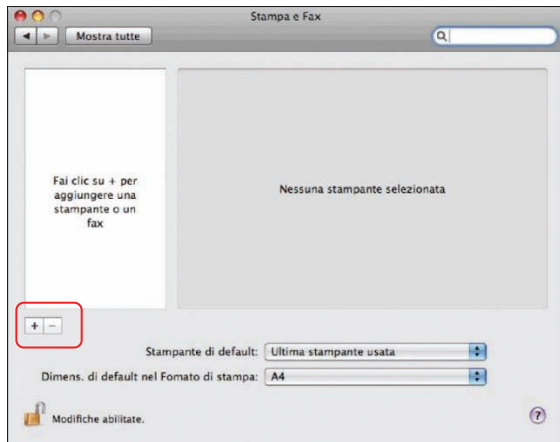 Stampa e Fax
Mostra tutte
Fai clic su + per
aggiungere una
stampante o un
fax
Nessuna stampante selezionata
+ −
Stampante di default: Ultima stampante usata
Dimens. di default nel Fomato di stampa: A4
Modifiche abilitate.
?